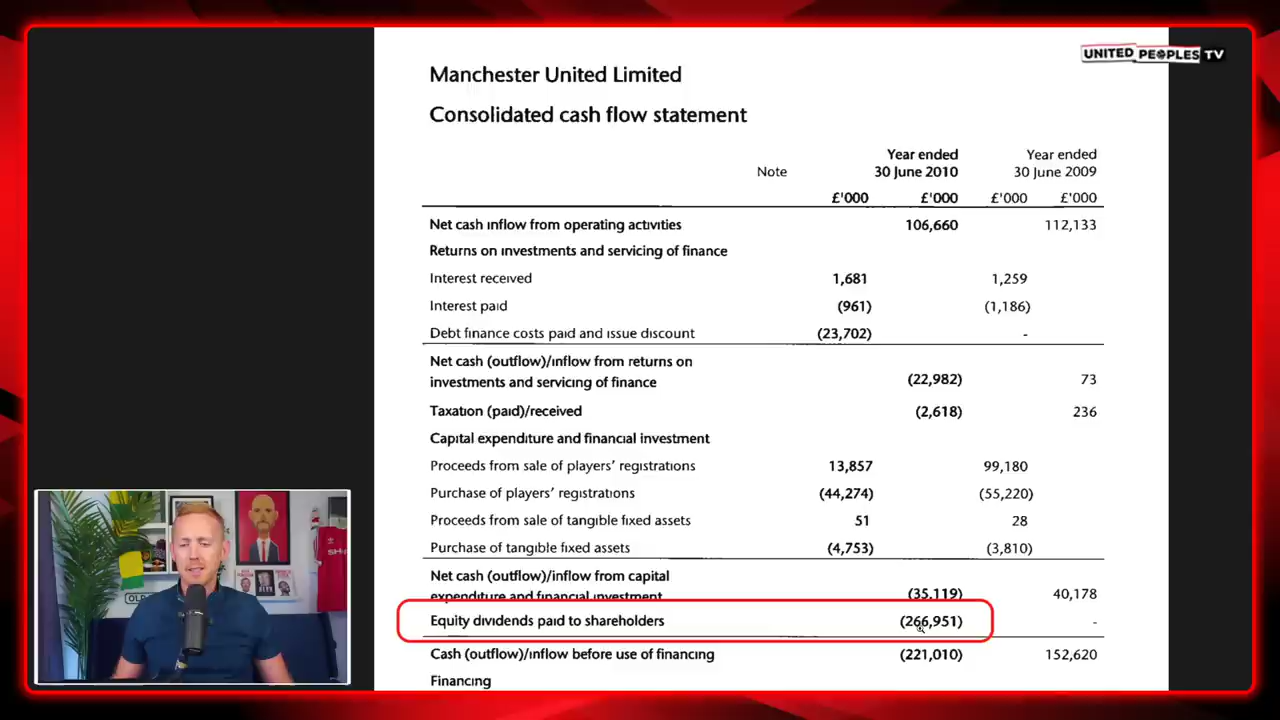 UNITED PEOPLES TV
Manchester United Limited
Consolidated cash flow statement
Year ended Year ended
Note 30 June 2010 30 June 2009
£'000 £'000 £'000 £'000
Net cash inflow from operating activities 106,660 112,133
Returns on investments and servicing of finance
Interest received 1,681 1,259
Interest paid (961) (1,186)
Debt finance costs paid and issue discount (23,702) -
Net cash (outflow)/inflow from returns on
investments and servicing of finance (22,982) 73
Taxation (paid)/received (2,618) 236
Capital expenditure and financial investment
Proceeds from sale of players' registrations 13,857 99,180
Purchase of players' registrations (44,274) (55,220)
Proceeds from sale of tangible fixed assets 51 28
Purchase of tangible fixed assets (4,753) (3,810)
Net cash (outflow)/inflow from capital
expenditure and financial investment (35,119) 40,178
Equity dividends paid to shareholders (266,951) -
Cash (outflow)/inflow before use of financing (221,010) 152,620
Financing